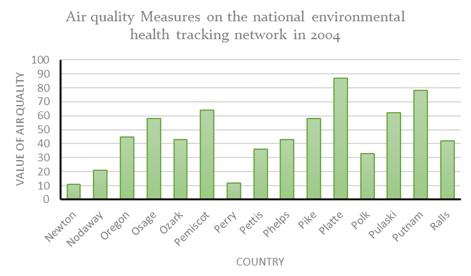 Air quality Measures on the national environmental
health tracking network in 2004
VALUE OF AIR QUALITY
100
90
80
70
60
50
40
30
20
10
0
Newton
Nodaway
Oregon
Osage
Ozark
Pemiscot
Perry
Pettis
Phelps
Pike
Platte
Polk
Pulaski
Putnam
Ralls
COUNTRY